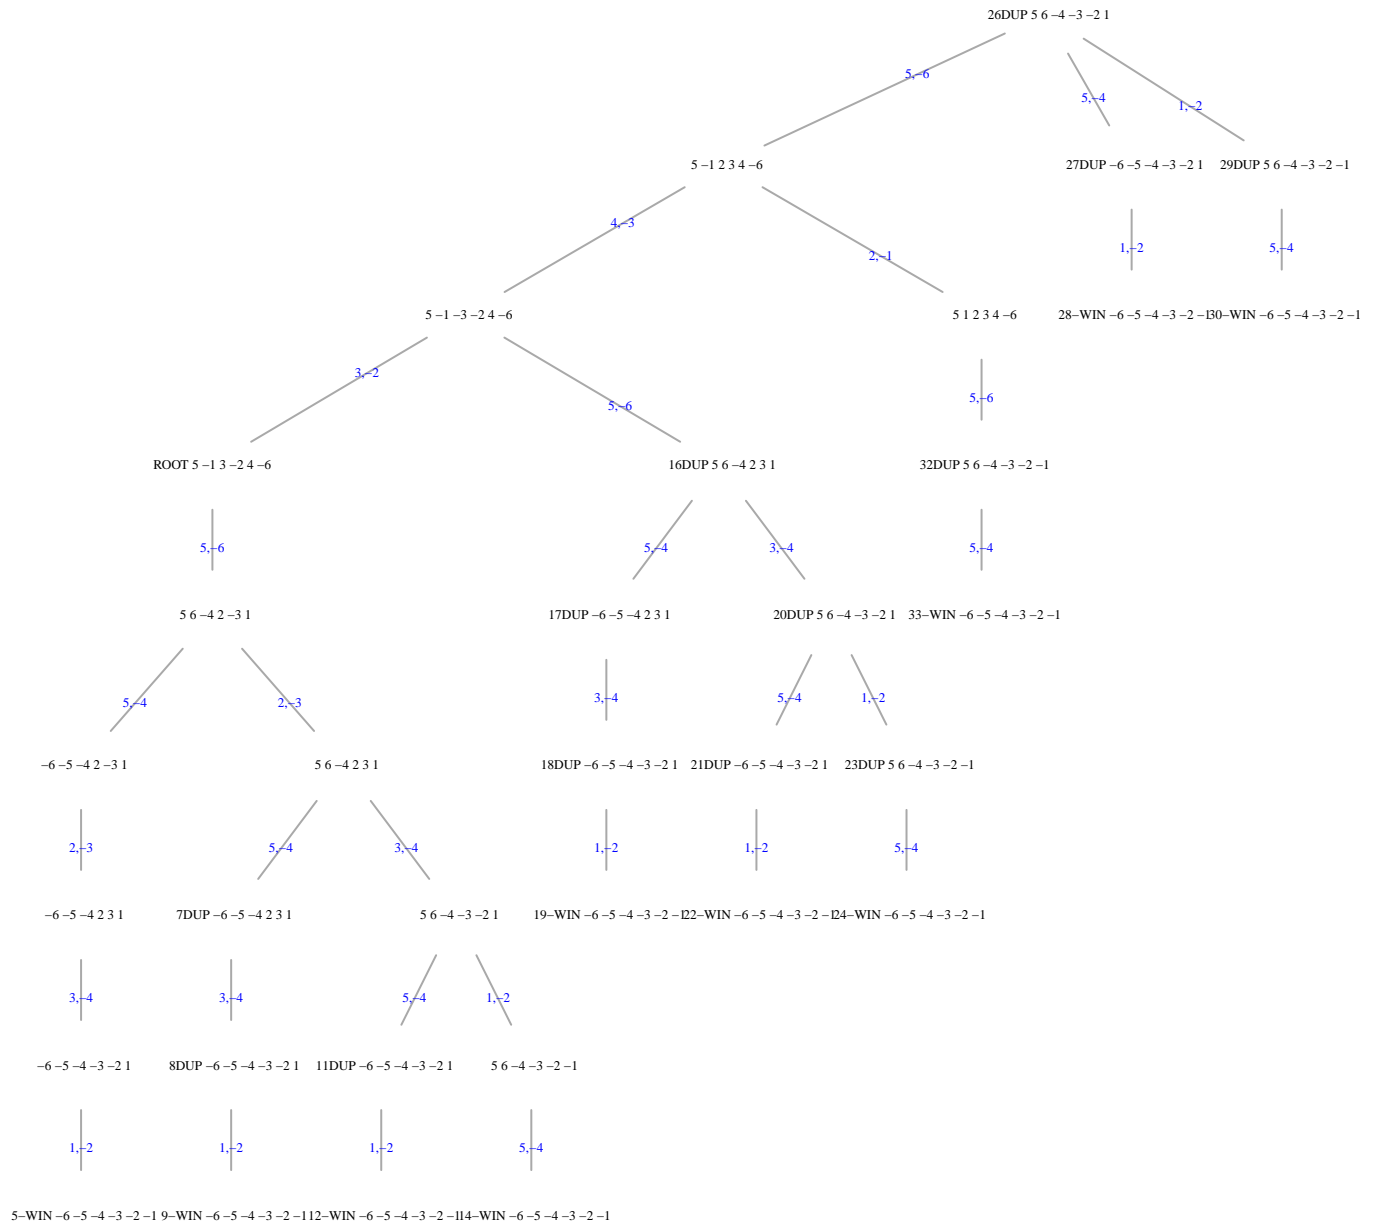 26DUP 5 6 −4 −3 −2 1
5,−6
5,−4
1,−2
5 −1 2 3 4 −6
27DUP −6 −5 −4 −3 −2 1
29DUP 5 6 −4 −3 −2 −1
4,−3
2,−1
1,−2
5,−4
5 −1 −3 −2 4 −6
5 1 2 3 4 −6
28−WIN −6 −5 −4 −3 −2 −1
30−WIN −6 −5 −4 −3 −2 −1
3,−2
5,−6
5,−6
ROOT 5 −1 3 −2 4 −6
16DUP 5 6 −4 2 3 1
32DUP 5 6 −4 −3 −2 −1
5,−6
5,−4
3,−4
5,−4
5 6 −4 2 −3 1
17DUP −6 −5 −4 2 3 1
20DUP 5 6 −4 −3 −2 1
33−WIN −6 −5 −4 −3 −2 −1
5,−4
2,−3
3,−4
5,−4
1,−2
−6 −5 −4 2 −3 1
5 6 −4 2 3 1
18DUP −6 −5 −4 −3 −2 1
21DUP −6 −5 −4 −3 −2 1
23DUP 5 6 −4 −3 −2 −1
2,−3
5,−4
3,−4
1,−2
1,−2
5,−4
−6 −5 −4 2 3 1
7DUP −6 −5 −4 2 3 1
5 6 −4 −3 −2 1
19−WIN −6 −5 −4 −3 −2 −1
22−WIN −6 −5 −4 −3 −2 −1
24−WIN −6 −5 −4 −3 −2 −1
3,−4
3,−4
5,−4
1,−2
−6 −5 −4 −3 −2 1
8DUP −6 −5 −4 −3 −2 1
11DUP −6 −5 −4 −3 −2 1
5 6 −4 −3 −2 −1
1,−2
1,−2
1,−2
5,−4
5−WIN −6 −5 −4 −3 −2 −1
9−WIN −6 −5 −4 −3 −2 −1
12−WIN −6 −5 −4 −3 −2 −1
14−WIN −6 −5 −4 −3 −2 −1